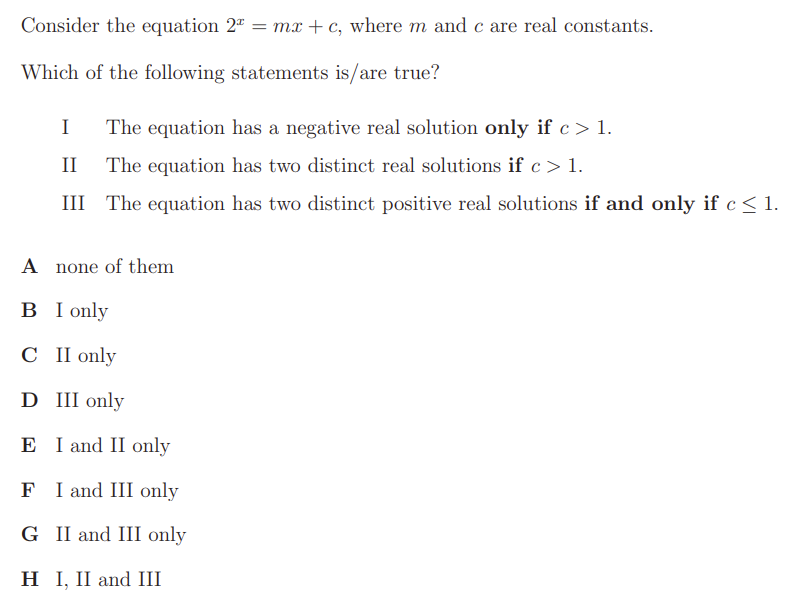 Consider the equation 2ˣ = mx + c, where m and c are real constants.
Which of the following statements is/are true?
I The equation has a negative real solution only if c > 1.
II The equation has two distinct real solutions if c > 1.
III The equation has two distinct positive real solutions if and only if c ≤ 1.
A none of them
B I only
C II only
D III only
E I and II only
F I and III only
G II and III only
H I, II and III